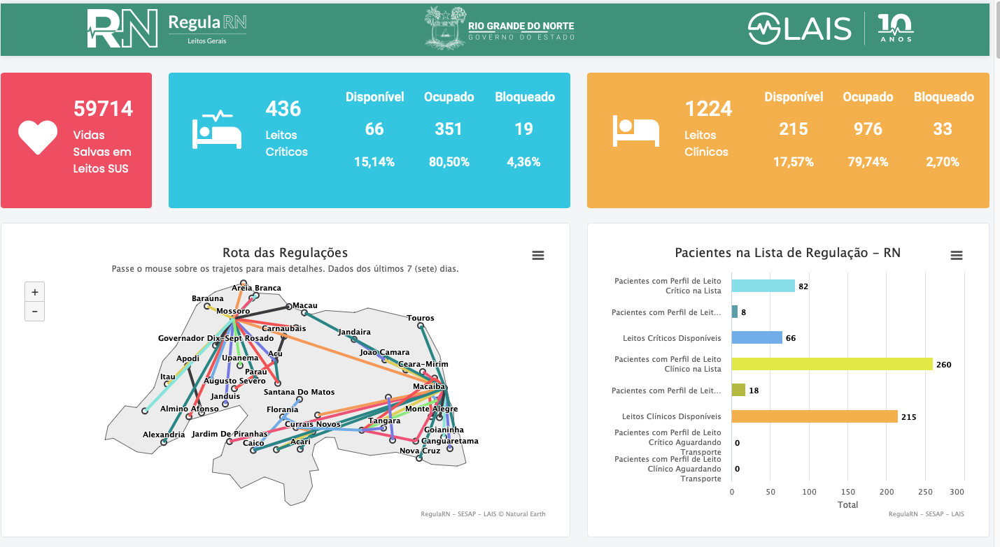 RN
Regula RN
Leitos Gerais
RIO GRANDE DO NORTE
GOVERNO DO ESTADO
LAIS
10
ANOS
59714
Vidas
Salvas em
Leitos SUS
436
Leitos
Críticos
Disponível Ocupado Bloqueado
66 351 19
15,14% 80,50% 4,36%
1224
Leitos
Clínicos
Disponível Ocupado Bloqueado
215 976 33
17,57% 79,74% 2,70%
Rota das Regulações
Passe o mouse sobre os trajetos para mais detalhes. Dados dos últimos 7 (sete) dias.
+
−
Areia Branca
Barauna
Macau
Mossoro
Touros
Carnaubais
Jandaira
Governador Dix-Sept Rosado
Joao Camara
Acu
Apodi
Upanema
Ceara-Mirim
Parau
Itau
Augusto Severo
Macaiba
Santana Do Matos
Janduis
Almino Afonso
Florania
Monte Alegre
Currais Novos
Tangara
Goianinha
Alexandria
Jardim De Piranhas
Caico
Acari
Canguaretama
Nova Cruz
RegulaRN - SESAP - LAIS © Natural Earth
Pacientes na Lista de Regulação - RN
Pacientes com Perfil de Leito
Crítico na Lista
82
Pacientes com Perfil de Leit...
8
Leitos Críticos Disponíveis
66
Pacientes com Perfil de Leito
Clínico na Lista
260
Pacientes com Perfil de Leit...
18
Leitos Clínicos Disponíveis
215
Pacientes com Perfil de Leito
Crítico Aguardando
Transporte
0
Pacientes com Perfil de Leito
Clínico Aguardando
Transporte
0
0 50 100 150 200 250 300
Total
RegulaRN - SESAP - LAIS